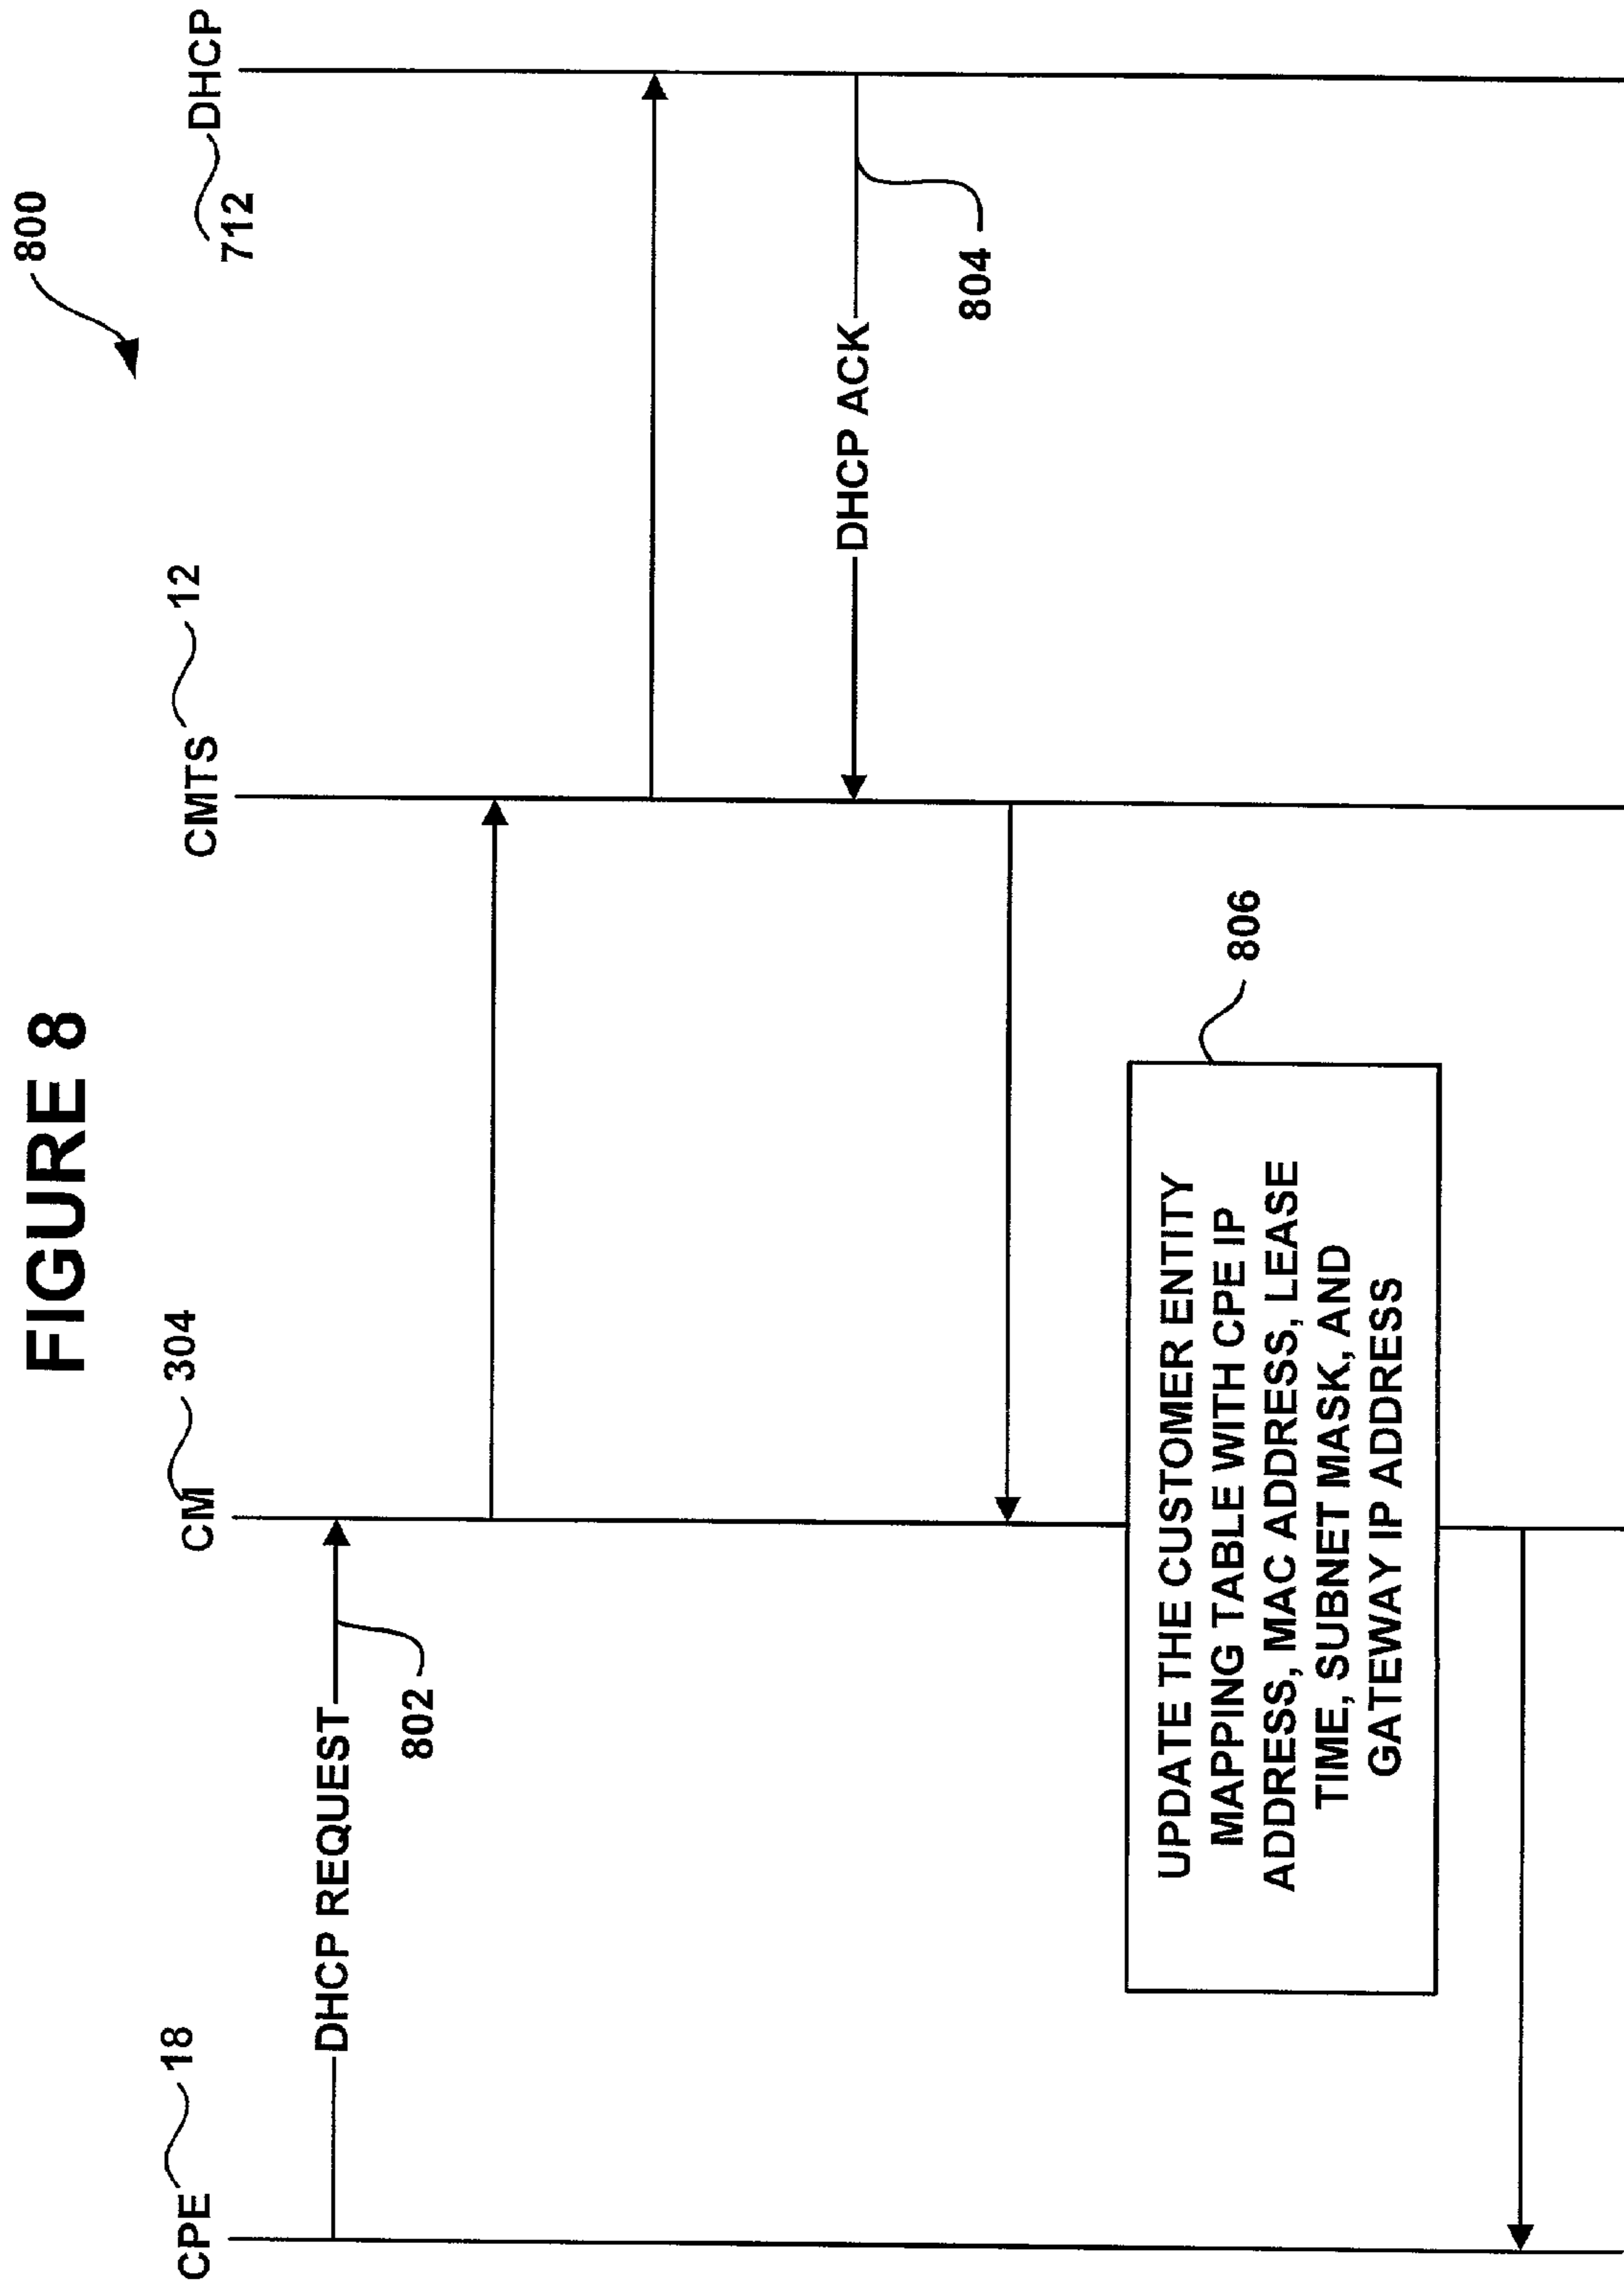 FIGURE 8
800
CPE 18
CM 304
CMTS 12
712 DHCP
DHCP REQUEST
802
DHCP ACK
804
UPDATE THE CUSTOMER ENTITY
MAPPING TABLE WITH CPE IP
ADDRESS, MAC ADDRESS, LEASE
TIME, SUBNET MASK, AND
GATEWAY IP ADDRESS
806